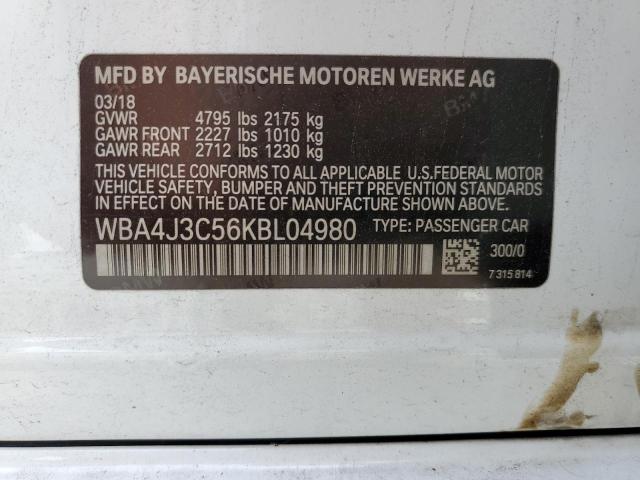 MFD BY BAYERISCHE MOTOREN WERKE AG
03/18
GVWR 4795 lbs 2175 kg
GAWR FRONT 2227 lbs 1010 kg
GAWR REAR 2712 lbs 1230 kg
THIS VEHICLE CONFORMS TO ALL APPLICABLE U.S.FEDERAL MOTOR
VEHICLE SAFETY, BUMPER AND THEFT PREVENTION STANDARDS
IN EFFECT ON THE DATE OF MANUFACTURE SHOWN ABOVE.
WBA4J3C56KBL04980 TYPE: PASSENGER CAR
300/0
7 315 814